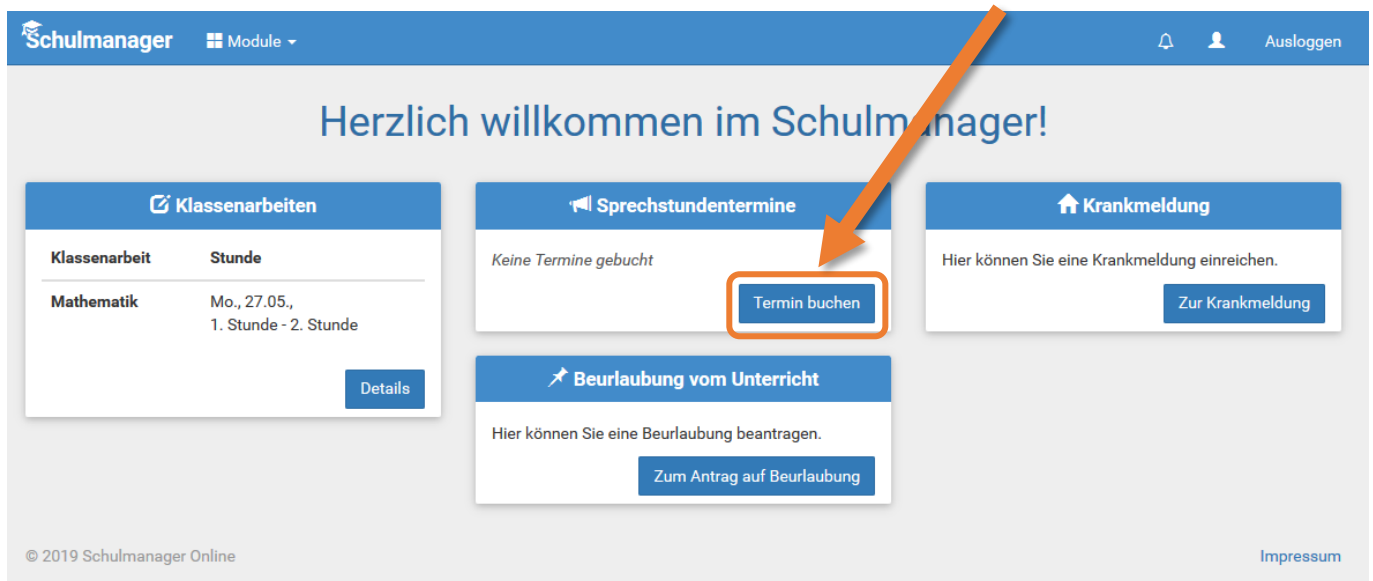 Schulmanager Module Ausloggen
Herzlich willkommen im Schulmanager!
Klassenarbeiten
Klassenarbeit Stunde
Mathematik Mo., 27.05.,
1. Stunde - 2. Stunde
Details
Sprechstundentermine
Keine Termine gebucht
Termin buchen
Beurlaubung vom Unterricht
Hier können Sie eine Beurlaubung beantragen.
Zum Antrag auf Beurlaubung
Krankmeldung
Hier können Sie eine Krankmeldung einreichen.
Zur Krankmeldung
© 2019 Schulmanager Online Impressum